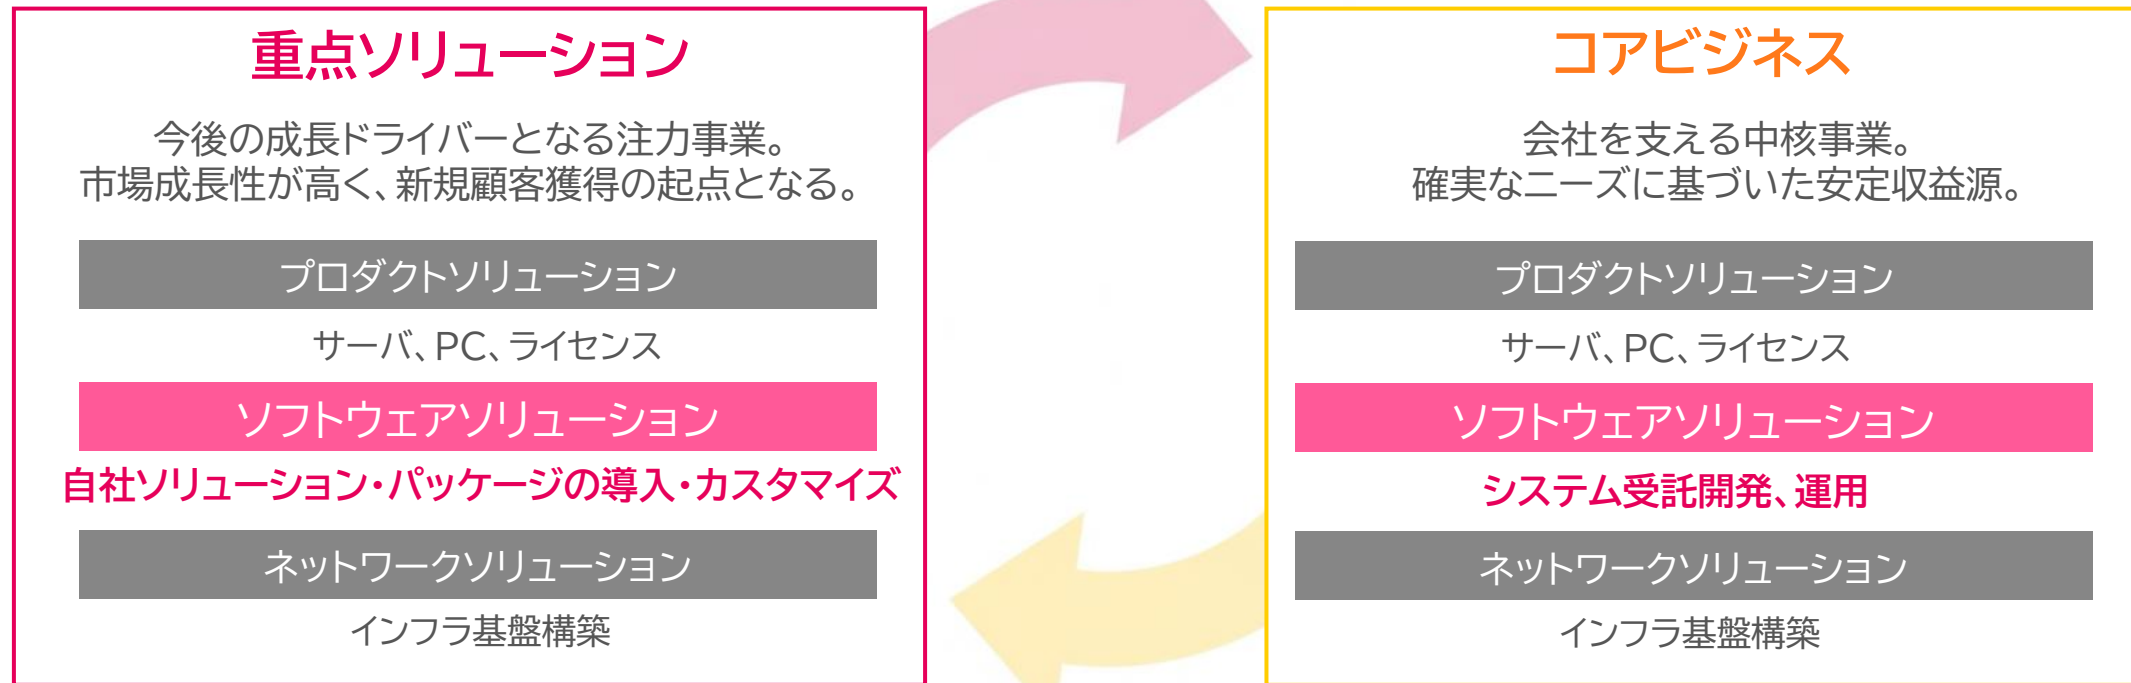 重点ソリューション
今後の成長ドライバーとなる注力事業。
市場成長性が高く、新規顧客獲得の起点となる。
プロダクトソリューション
サーバ、PC、ライセンス
ソフトウェアソリューション
自社ソリューション・パッケージの導入・カスタマイズ
ネットワークソリューション
インフラ基盤構築
コアビジネス
会社を支える中核事業。
確実なニーズに基づいた安定収益源。
プロダクトソリューション
サーバ、PC、ライセンス
ソフトウェアソリューション
システム受託開発、運用
ネットワークソリューション
インフラ基盤構築